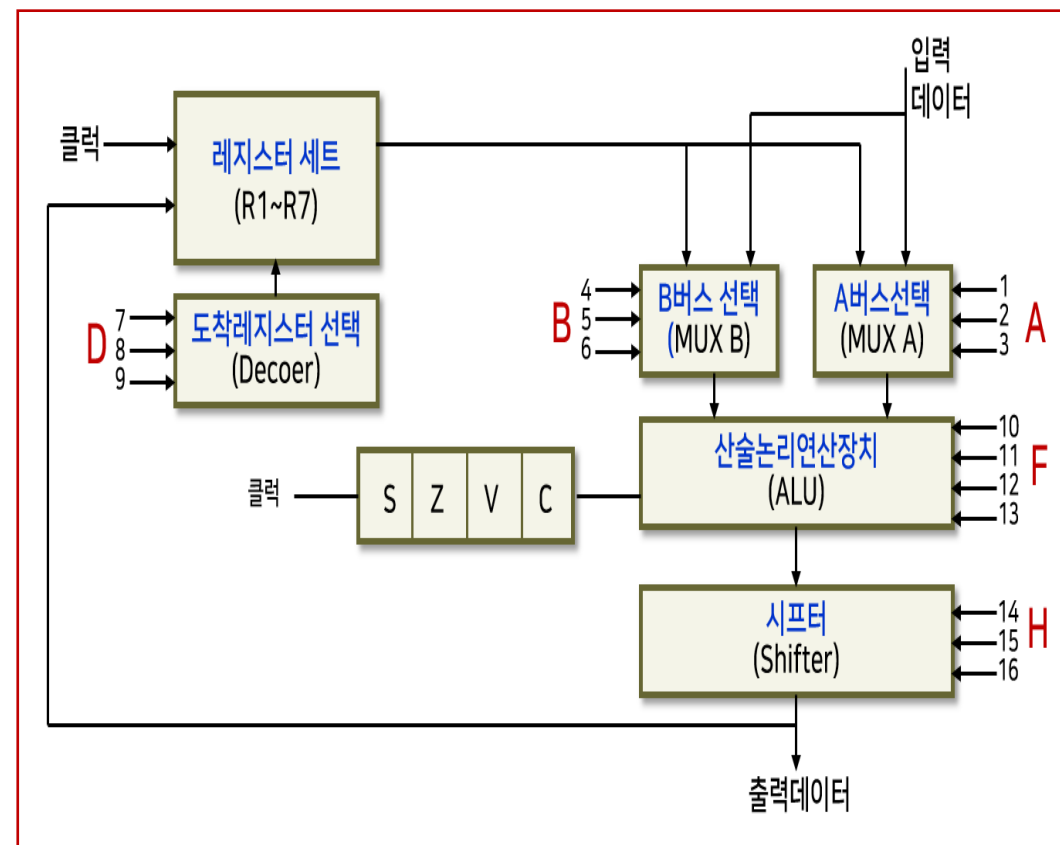 입력
데이터
클럭
레지스터 세트
(R1~R7)
D
7
8
9
도착레지스터 선택
(Decoer)
B
4
5
6
B버스 선택
(MUX B)
A버스선택
(MUX A)
1
2
3
A
클럭
S Z V C
산술논리연산장치
(ALU)
10
11
12
13
F
시프터
(Shifter)
14
15
16
H
출력데이터